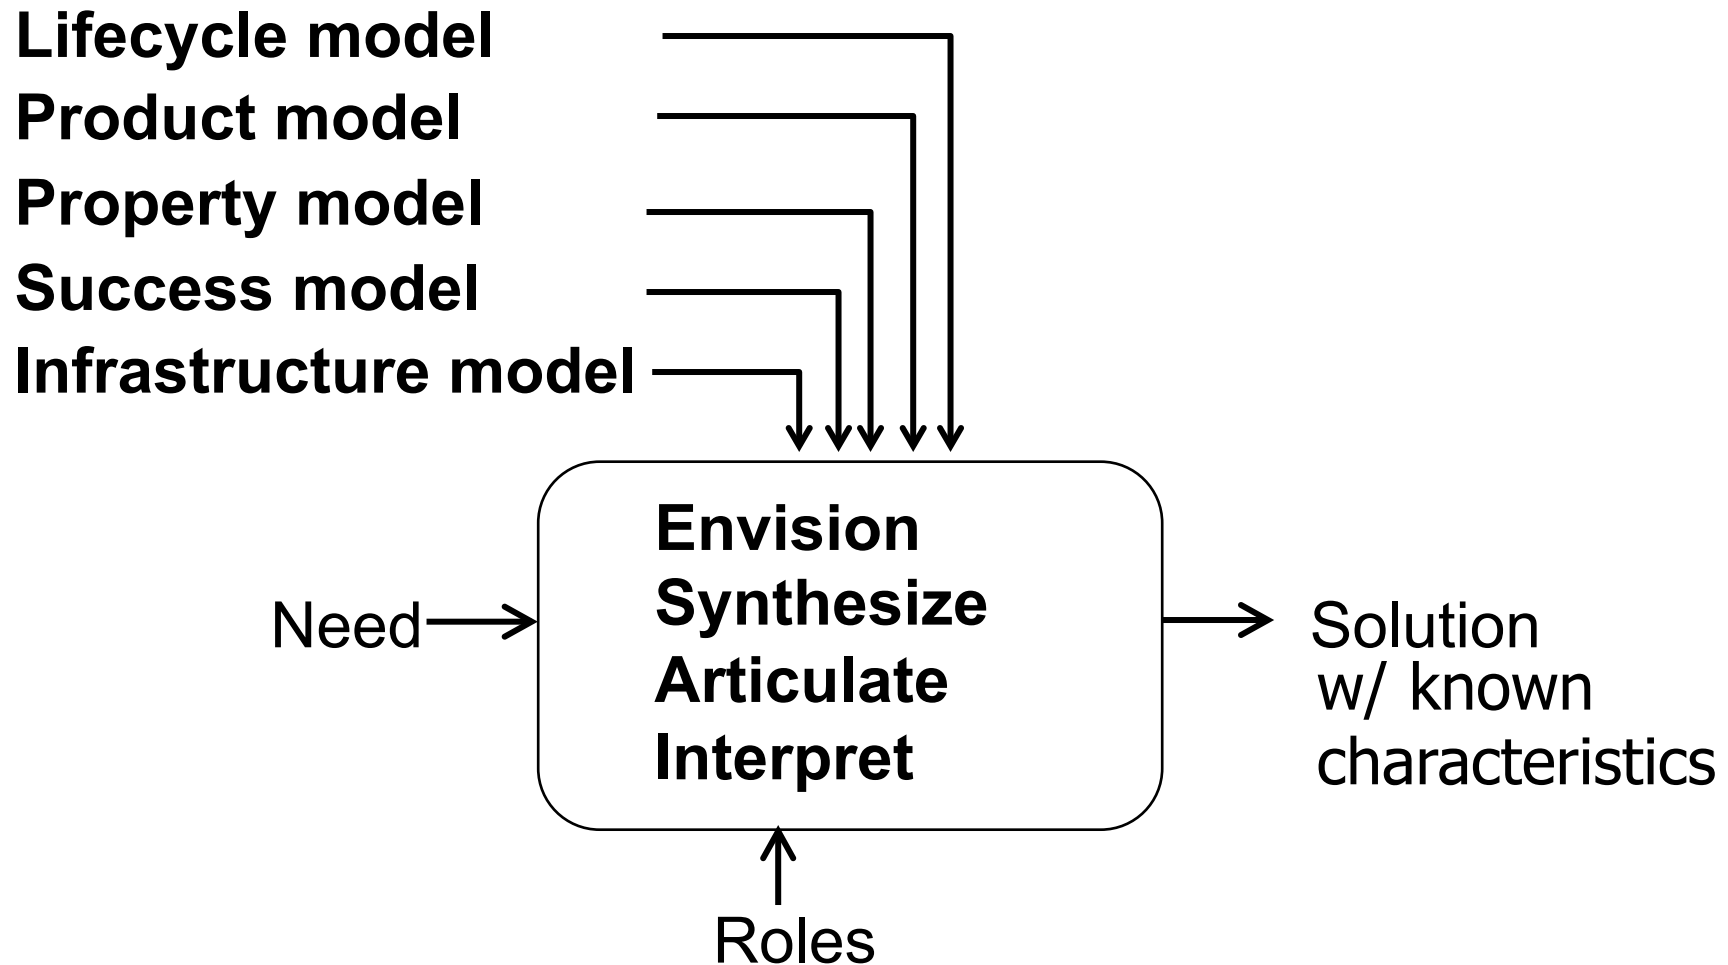 Lifecycle model
Product model
Property model
Success model
Infrastructure model
Envision
Synthesize
Articulate
Interpret
Need
Solution
w/ known
characteristics
Roles